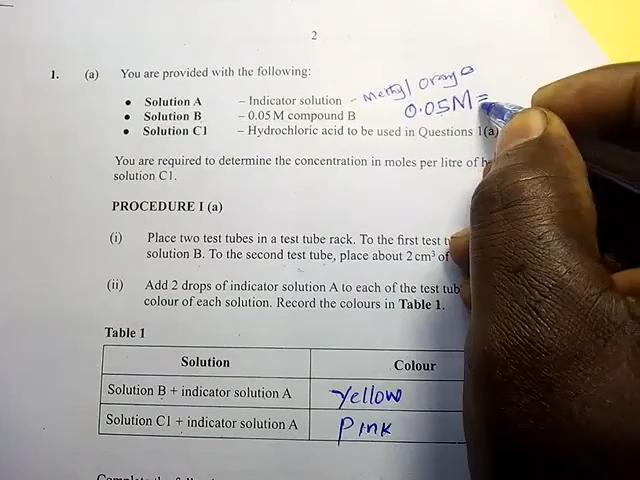 2
1. (a) You are provided with the following:
• Solution A – Indicator solution - Methyl Orange
• Solution B – 0.05 M compound B 0.05M =
• Solution C1 – Hydrochloric acid to be used in Questions 1(a)
You are required to determine the concentration in moles per litre of
solution C1.
PROCEDURE I (a)
(i) Place two test tubes in a test tube rack. To the first test
solution B. To the second test tube, place about 2 cm³ of
(ii) Add 2 drops of indicator solution A to each of the test
colour of each solution. Record the colours in Table 1.
Table 1
Solution Colour
Solution B + indicator solution A Yellow
Solution C1 + indicator solution A Pink